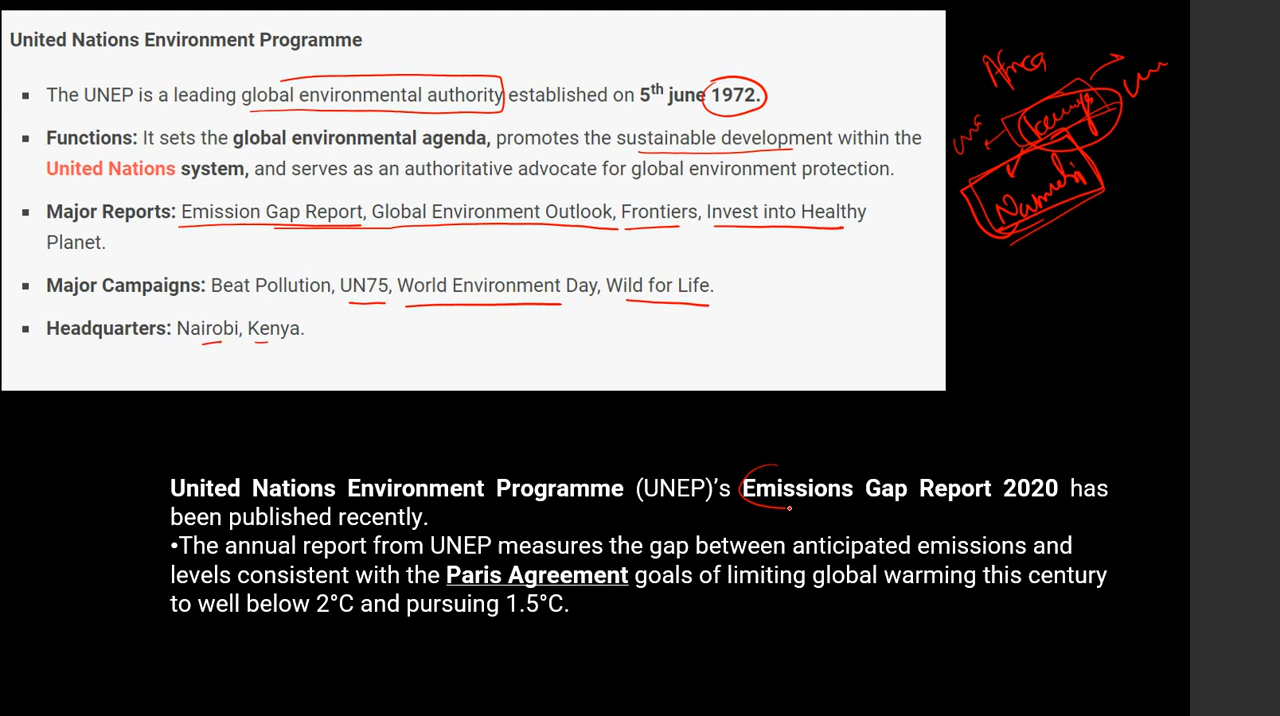 United Nations Environment Programme
▪ The UNEP is a leading global environmental authority established on 5th june 1972.
▪ Functions: It sets the global environmental agenda, promotes the sustainable development within the
United Nations system, and serves as an authoritative advocate for global environment protection.
▪ Major Reports: Emission Gap Report, Global Environment Outlook, Frontiers, Invest into Healthy
Planet.
▪ Major Campaigns: Beat Pollution, UN75, World Environment Day, Wild for Life.
▪ Headquarters: Nairobi, Kenya.
Africa
Kenya
United Nations Environment Programme (UNEP)’s Emissions Gap Report 2020 has
been published recently.
•The annual report from UNEP measures the gap between anticipated emissions and
levels consistent with the Paris Agreement goals of limiting global warming this century
to well below 2°C and pursuing 1.5°C.